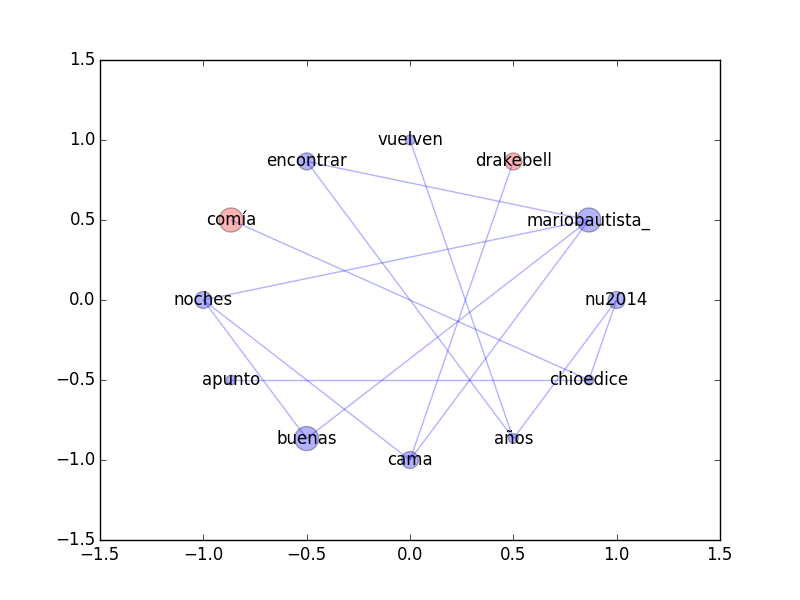 1.5
vuelven
1.0
encontrar
drakebell
comía
mariobautista_
0.5
noches
nu2014
0.0
apunto
chioedice
−0.5
buenas
años
cama
−1.0
−1.5
−1.5 −1.0 −0.5 0.0 0.5 1.0 1.5